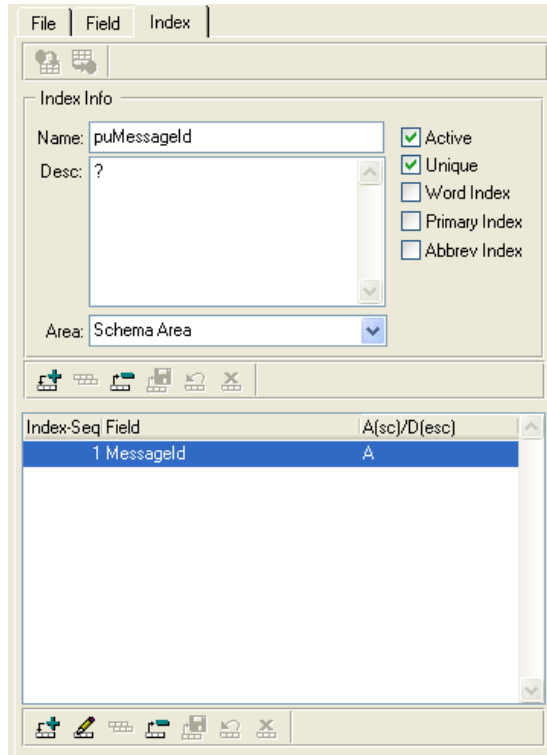 File Field Index
Index Info
Name: puMessageId
Active
Desc: ?
Unique
Word Index
Primary Index
Abbrev Index
Area: Schema Area
Index-Seq Field A(sc)/D(esc)
1 MessageId A